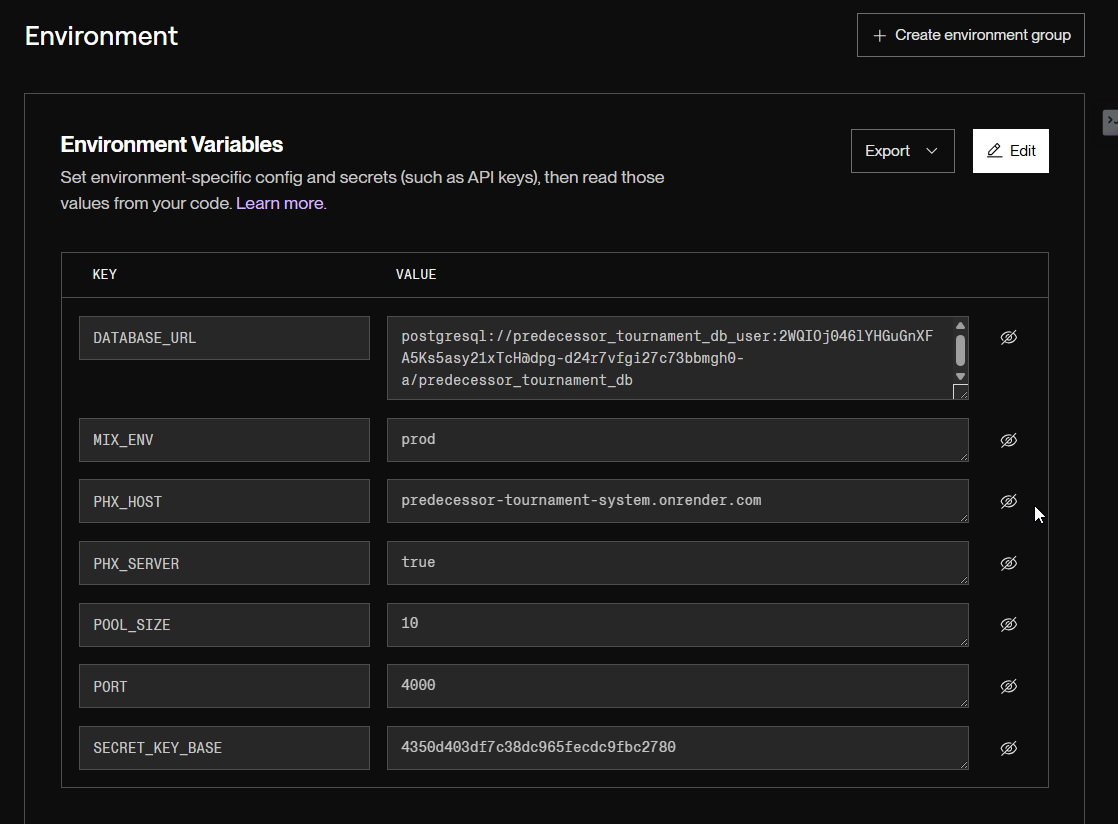 Environment
+ Create environment group
Environment Variables
Export
Edit
Set environment-specific config and secrets (such as API keys), then read those
values from your code. Learn more.
KEY VALUE
DATABASE_URL
postgresql://predecessor_tournament_db_user:2WQIOj046lYHGuGnXF
A5Ks5asy21xTcH@dpg-d24r7vfgi27c73bbmgh0-
a/predecessor_tournament_db
MIX_ENV prod
PHX_HOST predecessor-tournament-system.onrender.com
PHX_SERVER true
POOL_SIZE 10
PORT 4000
SECRET_KEY_BASE 4350d403df7c38dc965fecdc9fbc2780